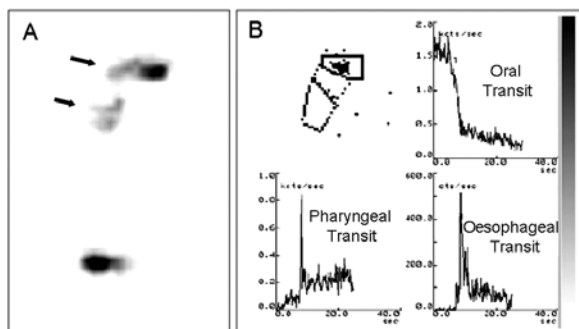 A
B
2.0
kcts/sec
1.5
Oral
Transit
1.0
0.5
0.0
0.0 20.0 40.0
sec
1.0
kcts/sec
0.8
Pharyngeal
Transit
0.6
0.4
0.2
0.0
0.0 20.0 40.0
sec
600.
cts/sec
Oesophageal
Transit
400.
200.
0.0
0.0 20.0 40.0
sec